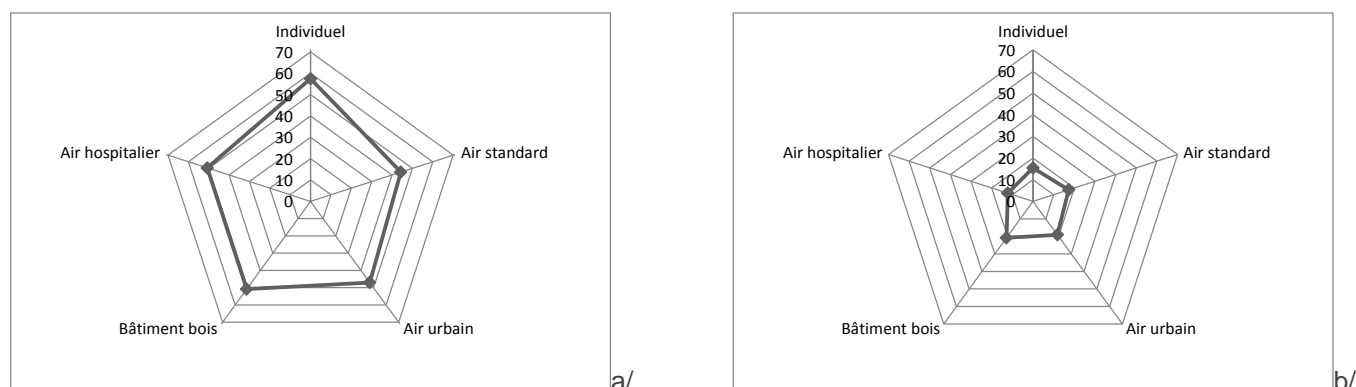 Individuel
70
60
50
40
30
20
10
0
Air hospitalier
Air standard
Bâtiment bois
Air urbain
a/
Individuel
70
60
50
40
30
20
10
0
Air hospitalier
Air standard
Bâtiment bois
Air urbain
b/